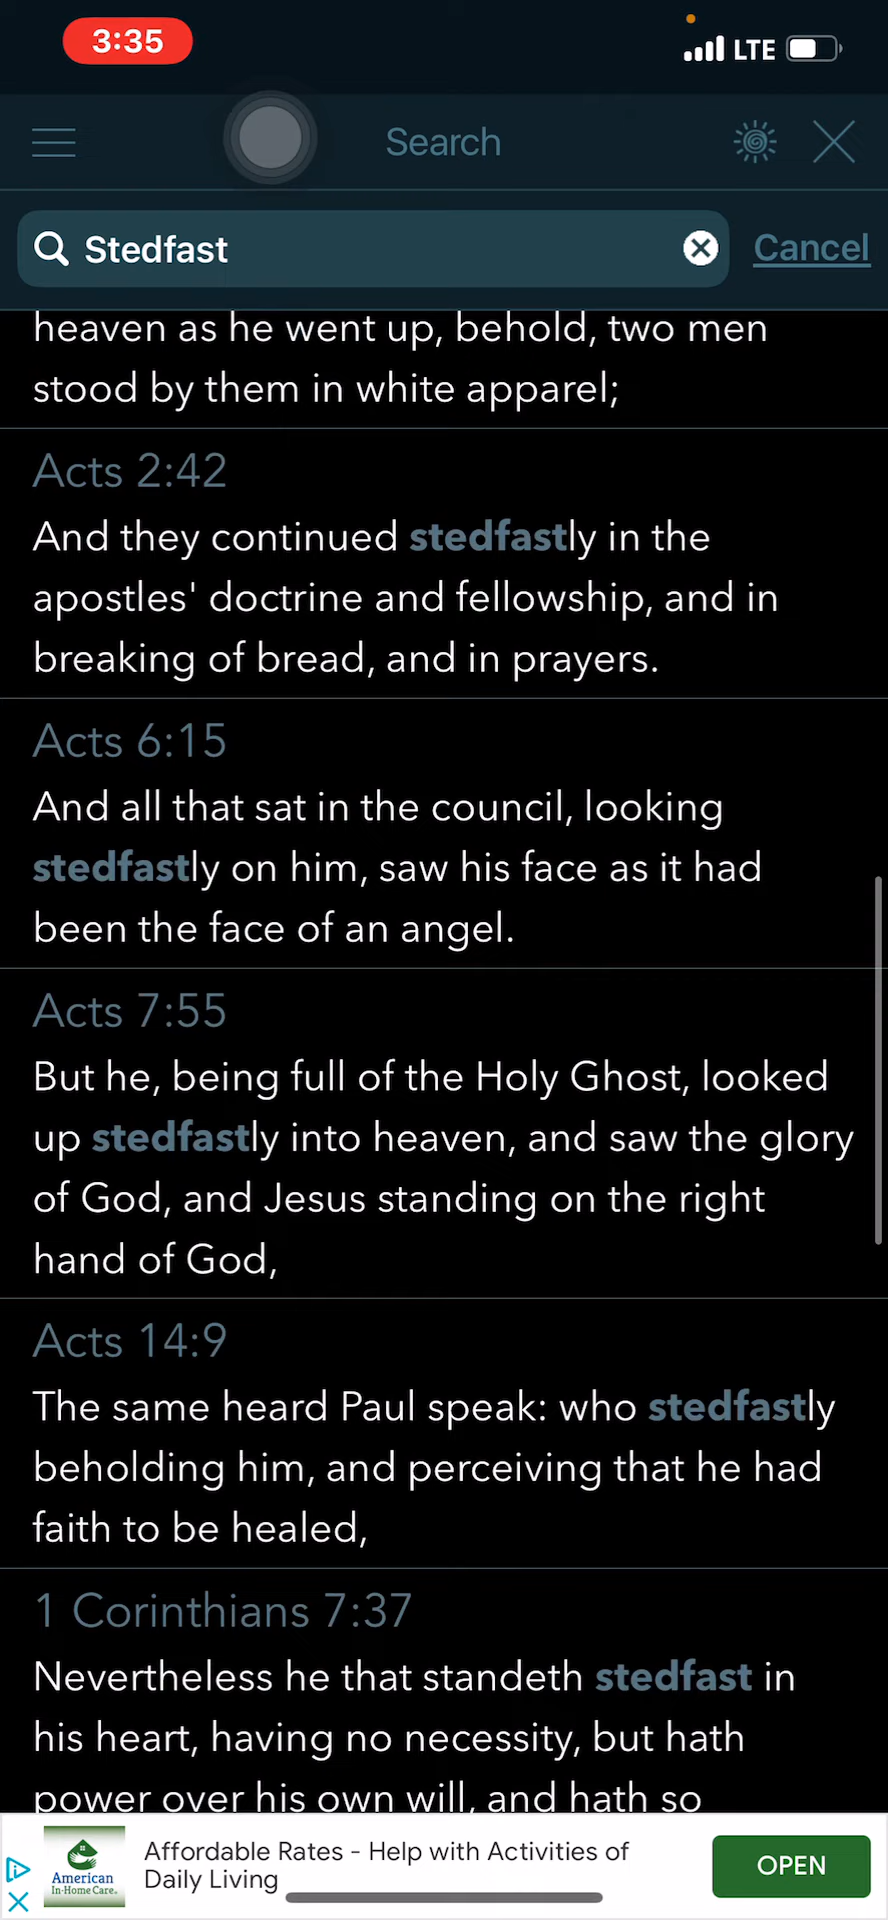 3:35
LTE
Search
Stedfast
Cancel
heaven as he went up, behold, two men
stood by them in white apparel;
Acts 2:42
And they continued stedfastly in the
apostles' doctrine and fellowship, and in
breaking of bread, and in prayers.
Acts 6:15
And all that sat in the council, looking
stedfastly on him, saw his face as it had
been the face of an angel.
Acts 7:55
But he, being full of the Holy Ghost, looked
up stedfastly into heaven, and saw the glory
of God, and Jesus standing on the right
hand of God,
Acts 14:9
The same heard Paul speak: who stedfastly
beholding him, and perceiving that he had
faith to be healed,
1 Corinthians 7:37
Nevertheless he that standeth stedfast in
his heart, having no necessity, but hath
power over his own will, and hath so
American
In-Home Care
Affordable Rates - Help with Activities of
Daily Living
OPEN